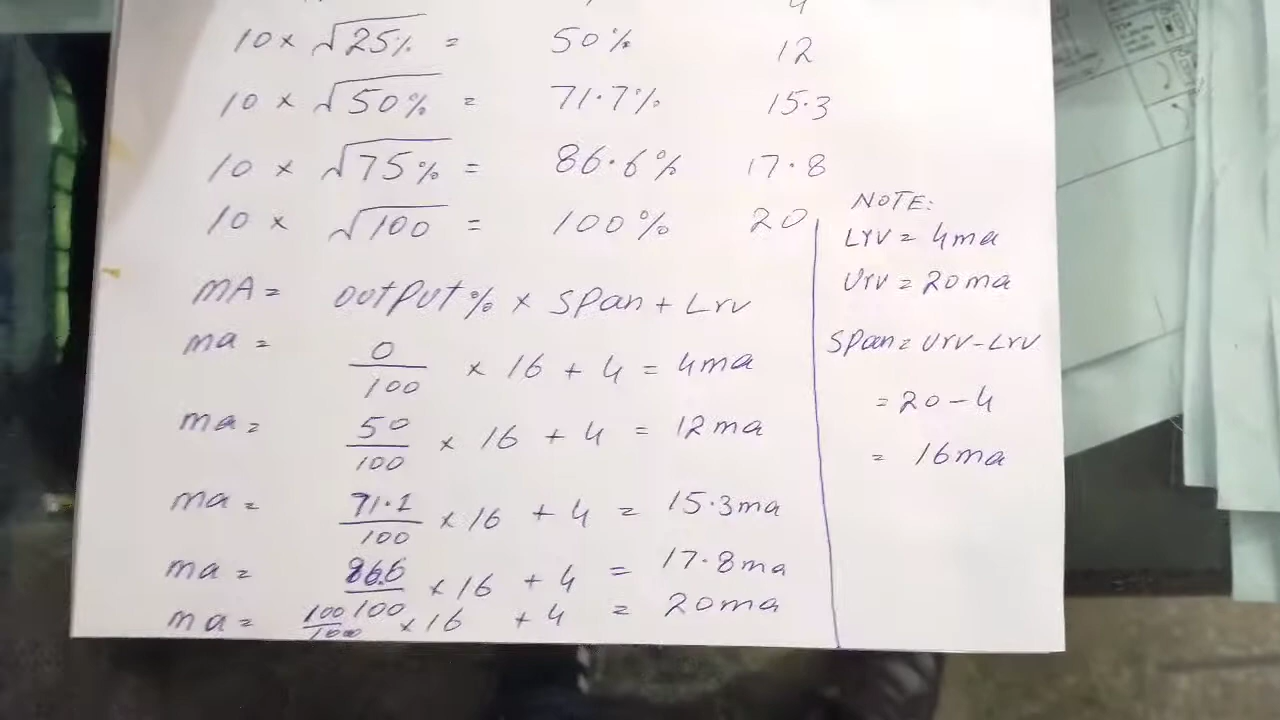 4
10 × √25% = 50% 12
10 × √50% = 71.7% 15.3
10 × √75% = 86.6% 17.8
10 × √100 = 100% 20
MA = OUTPUT% × SPan + Lrv
ma = 0/100 × 16 + 4 = 4ma
ma = 50/100 × 16 + 4 = 12ma
ma = 71.1/100 × 16 + 4 = 15.3ma
ma = 86.6/100 × 16 + 4 = 17.8ma
ma = 100/100 × 16 + 4 = 20ma
NOTE:
LrV = 4ma
Urv = 20ma
SPan = Urv - Lrv
= 20 - 4
= 16ma